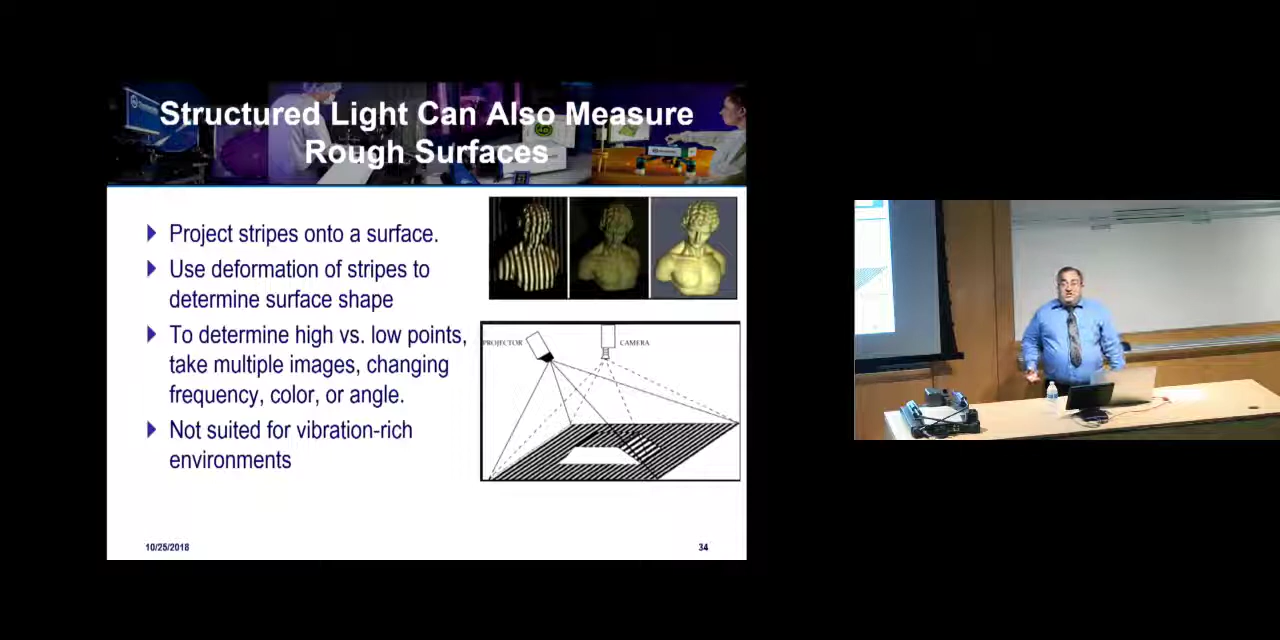 Structured Light Can Also Measure
Rough Surfaces
Project stripes onto a surface.
Use deformation of stripes to
determine surface shape
To determine high vs. low points,
take multiple images, changing
frequency, color, or angle.
Not suited for vibration-rich
environments
PROJECTOR
CAMERA
10/25/2018
34